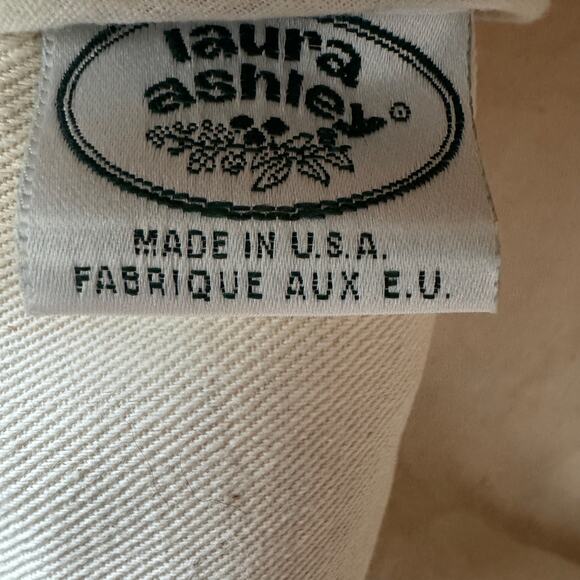 laura
ashley®
MADE IN U.S.A.
FABRIQUE AUX E.U.